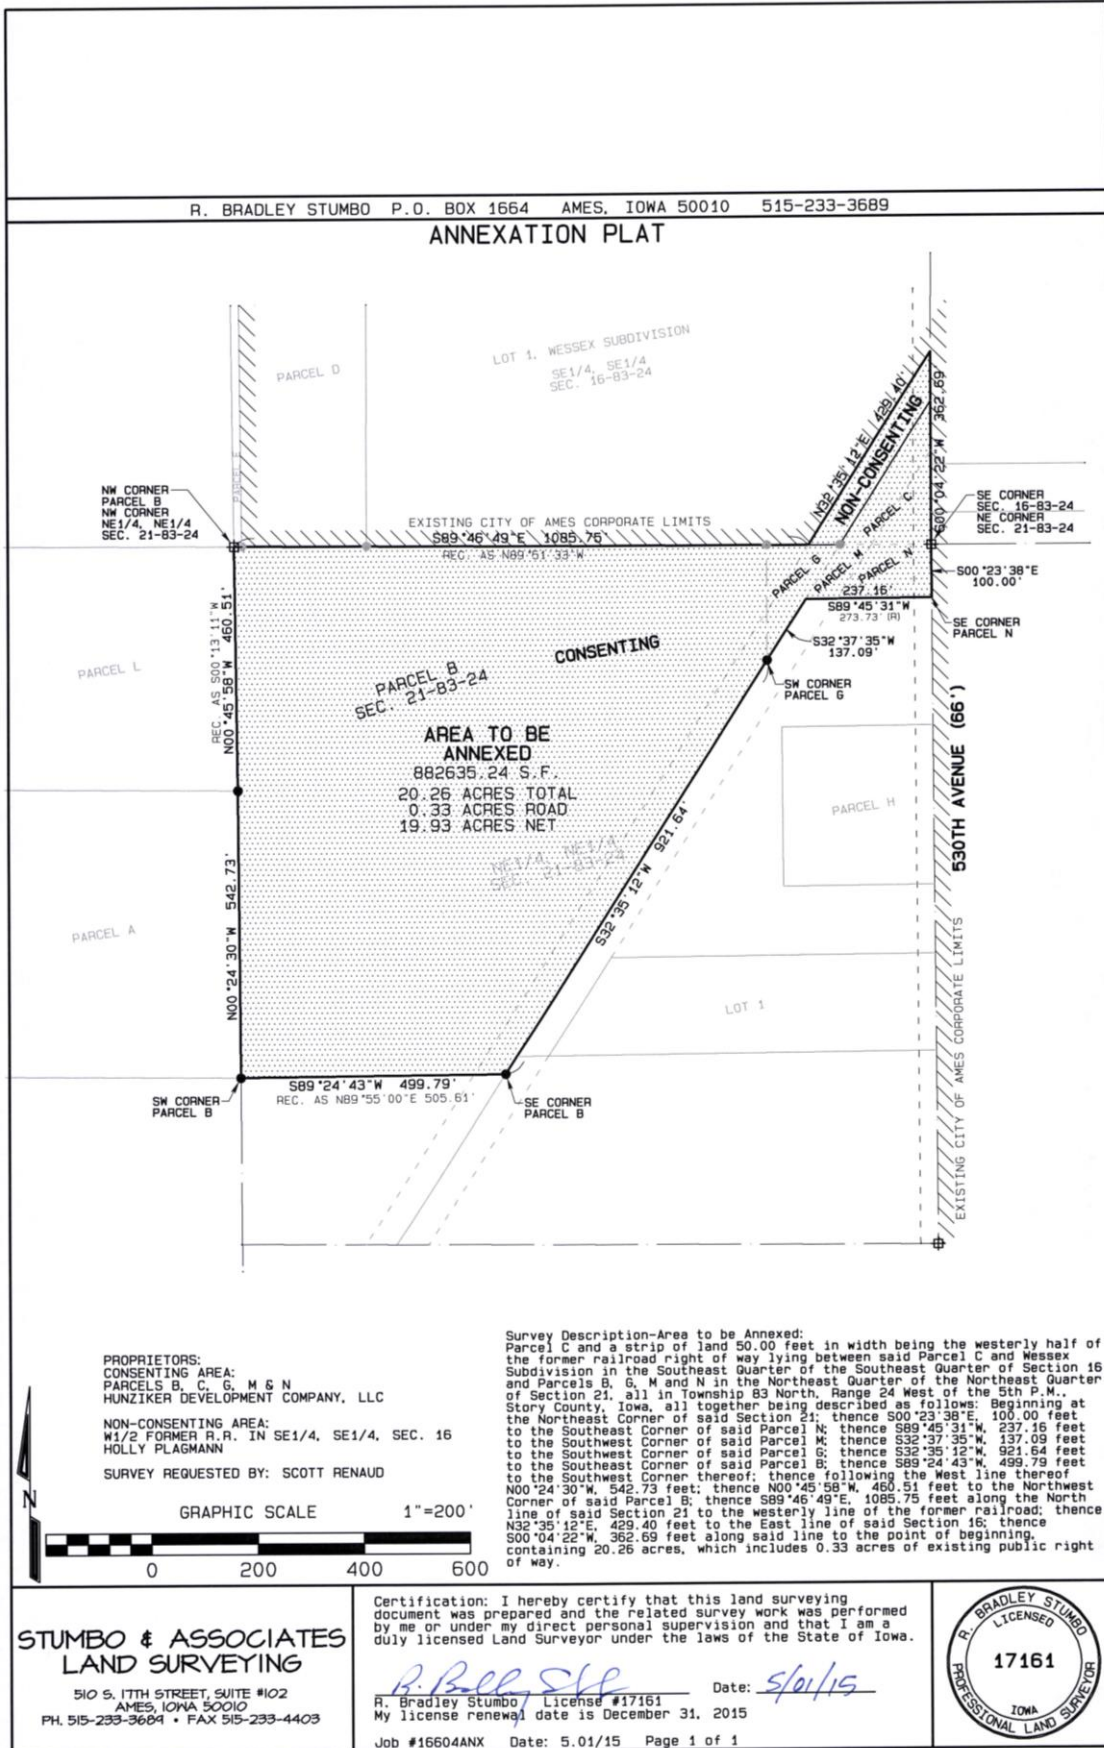 R. BRADLEY STUMBO P.O. BOX 1664 AMES, IOWA 50010 515-233-3689
ANNEXATION PLAT
PARCEL D
LOT 1, WESSEX SUBDIVISION
SE1/4, SE1/4
SEC. 16-83-24
N32°35'12"E 429.40'
NON-CONSENTING
S00°04'22"W 362.69'
PARCEL C
NW CORNER
PARCEL B
NW CORNER
NE1/4, NE1/4
SEC. 21-83-24
EXISTING CITY OF AMES CORPORATE LIMITS
S89°46'49"E 1085.75'
REC. AS N89°51'33"W
SE CORNER
SEC. 16-83-24
NE CORNER
SEC. 21-83-24
PARCEL G
PARCEL M
PARCEL N
S00°23'38"E
100.00'
237.16'
S89°45'31"W
273.73' (R)
SE CORNER
PARCEL N
S32°37'35"W
137.09'
SW CORNER
PARCEL G
REC. AS S00°13'11"W
N00°45'58"W 460.51'
PARCEL L
CONSENTING
PARCEL B
SEC. 21-83-24
AREA TO BE
ANNEXED
882635.24 S.F.
20.26 ACRES TOTAL
0.33 ACRES ROAD
19.93 ACRES NET
NE1/4, NE1/4
SEC. 21-83-24
S32°35'12"W 921.64'
PARCEL H
530TH AVENUE (66')
N00°24'30"W 542.73'
PARCEL A
LOT 1
EXISTING CITY OF AMES CORPORATE LIMITS
S89°24'43"W 499.79'
REC. AS N89°55'00"E 505.61'
SW CORNER
PARCEL B
SE CORNER
PARCEL B
PROPRIETORS:
CONSENTING AREA:
PARCELS B, C, G, M & N
HUNZIKER DEVELOPMENT COMPANY, LLC
NON-CONSENTING AREA:
W1/2 FORMER R.R. IN SE1/4, SE1/4, SEC. 16
HOLLY PLAGMANN
SURVEY REQUESTED BY: SCOTT RENAUD
N
GRAPHIC SCALE 1"=200'
0 200 400 600
Survey Description-Area to be Annexed:
Parcel C and a strip of land 50.00 feet in width being the westerly half of
the former railroad right of way lying between said Parcel C and Wessex
Subdivision in the Southeast Quarter of the Southeast Quarter of Section 16
and Parcels B, G, M and N in the Northeast Quarter of the Northeast Quarter
of Section 21, all in Township 83 North, Range 24 West of the 5th P.M.,
Story County, Iowa, all together being described as follows: Beginning at
the Northeast Corner of said Section 21; thence S00°23'38"E, 100.00 feet
to the Southeast Corner of said Parcel N; thence S89°45'31"W, 237.16 feet
to the Southwest Corner of said Parcel M; thence S32°37'35"W, 137.09 feet
to the Southwest Corner of said Parcel G; thence S32°35'12"W, 921.64 feet
to the Southeast Corner of said Parcel B; thence S89°24'43"W, 499.79 feet
to the Southwest Corner thereof; thence following the West line thereof
N00°24'30"W, 542.73 feet; thence N00°45'58"W, 460.51 feet to the Northwest
Corner of said Parcel B; thence S89°46'49"E, 1085.75 feet along the North
line of said Section 21 to the westerly line of the former railroad; thence
N32°35'12"E, 429.40 feet to the East line of said Section 16; thence
S00°04'22"W, 362.69 feet along said line to the point of beginning,
containing 20.26 acres, which includes 0.33 acres of existing public right
of way.
STUMBO & ASSOCIATES
LAND SURVEYING
510 S. 17TH STREET, SUITE #102
AMES, IOWA 50010
PH. 515-233-3689 • FAX 515-233-4403
Certification: I hereby certify that this land surveying
document was prepared and the related survey work was performed
by me or under my direct personal supervision and that I am a
duly licensed Land Surveyor under the laws of the State of Iowa.
Date: 5/01/15
R. Bradley Stumbo License #17161
My license renewal date is December 31, 2015
Job #16604ANX Date: 5.01/15 Page 1 of 1
R. BRADLEY STUMBO
LICENSED
17161
IOWA
PROFESSIONAL LAND SURVEYOR